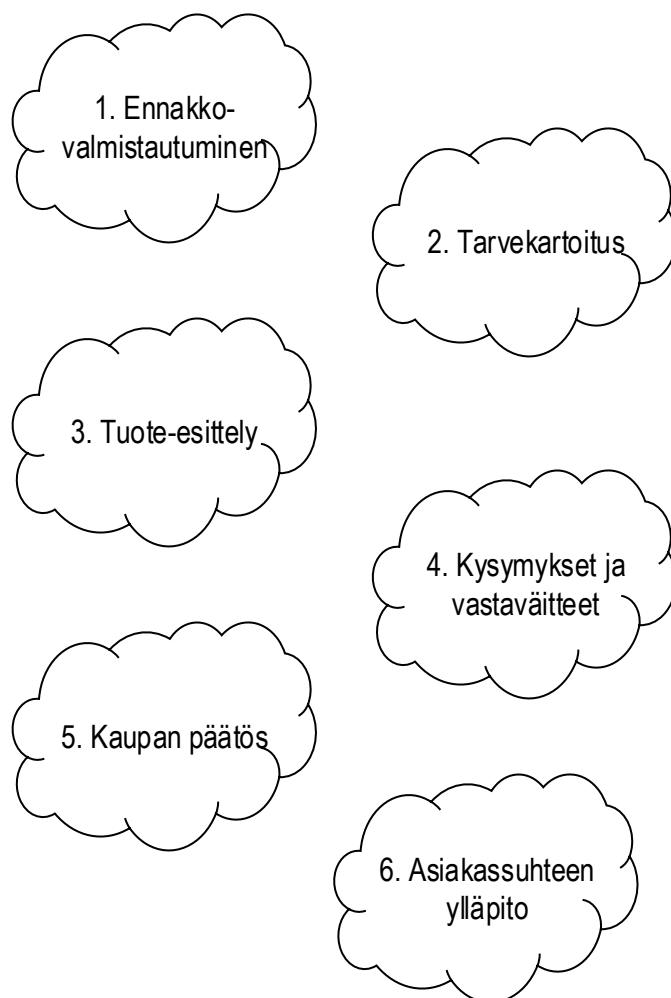 1. Ennakko-
valmistautuminen
2. Tarvekartoitus
3. Tuote-esittely
4. Kysymykset ja
vastaväitteet
5. Kaupan päätös
6. Asiakassuhteen
ylläpito